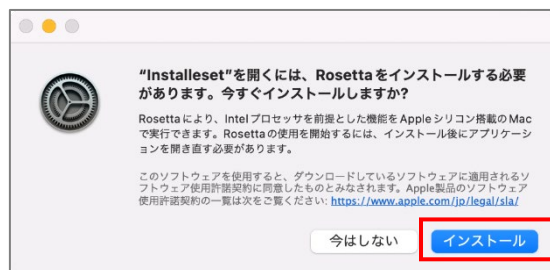 “Installeset”を開くには、Rosettaをインストールする必要
があります。今すぐインストールしますか?
Rosettaにより、Intelプロセッサを前提とした機能をAppleシリコン搭載のMac
で実行できます。Rosettaの使用を開始するには、インストール後にアプリケーシ
ョンを開き直す必要があります。
このソフトウェアを使用すると、ダウンロードしているソフトウェアに適用されるソ
フトウェア使用許諾契約に同意したものとみなされます。Apple製品のソフトウェア
使用許諾契約の一覧は次をご覧ください: https://www.apple.com/jp/legal/sla/
今はしない
インストール